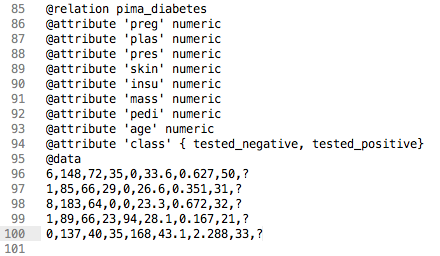 85 @relation pima_diabetes
86 @attribute 'preg' numeric
87 @attribute 'plas' numeric
88 @attribute 'pres' numeric
89 @attribute 'skin' numeric
90 @attribute 'insu' numeric
91 @attribute 'mass' numeric
92 @attribute 'pedi' numeric
93 @attribute 'age' numeric
94 @attribute 'class' { tested_negative, tested_positive}
95 @data
96 6,148,72,35,0,33.6,0.627,50,?
97 1,85,66,29,0,26.6,0.351,31,?
98 8,183,64,0,0,23.3,0.672,32,?
99 1,89,66,23,94,28.1,0.167,21,?
100 0,137,40,35,168,43.1,2.288,33,?
101